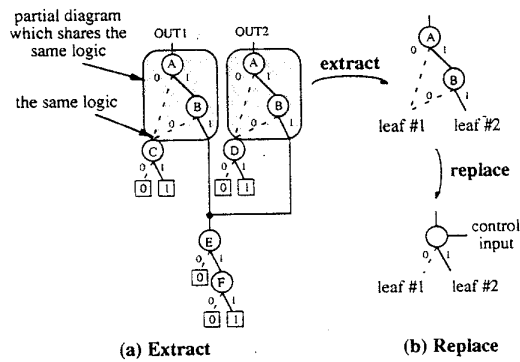 partial diagram
which shares the
same logic
the same logic
OUT1
OUT2
A
0 1
B
0 1
A
0 1
B
0 1
C
0 1
0 1
D
0 1
0 1
E
0 1
0
F
0 1
0 1
(a) Extract
extract
A
0 1
B
0 1
leaf #1 leaf #2
replace
control
input
0 1
leaf #1 leaf #2
(b) Replace